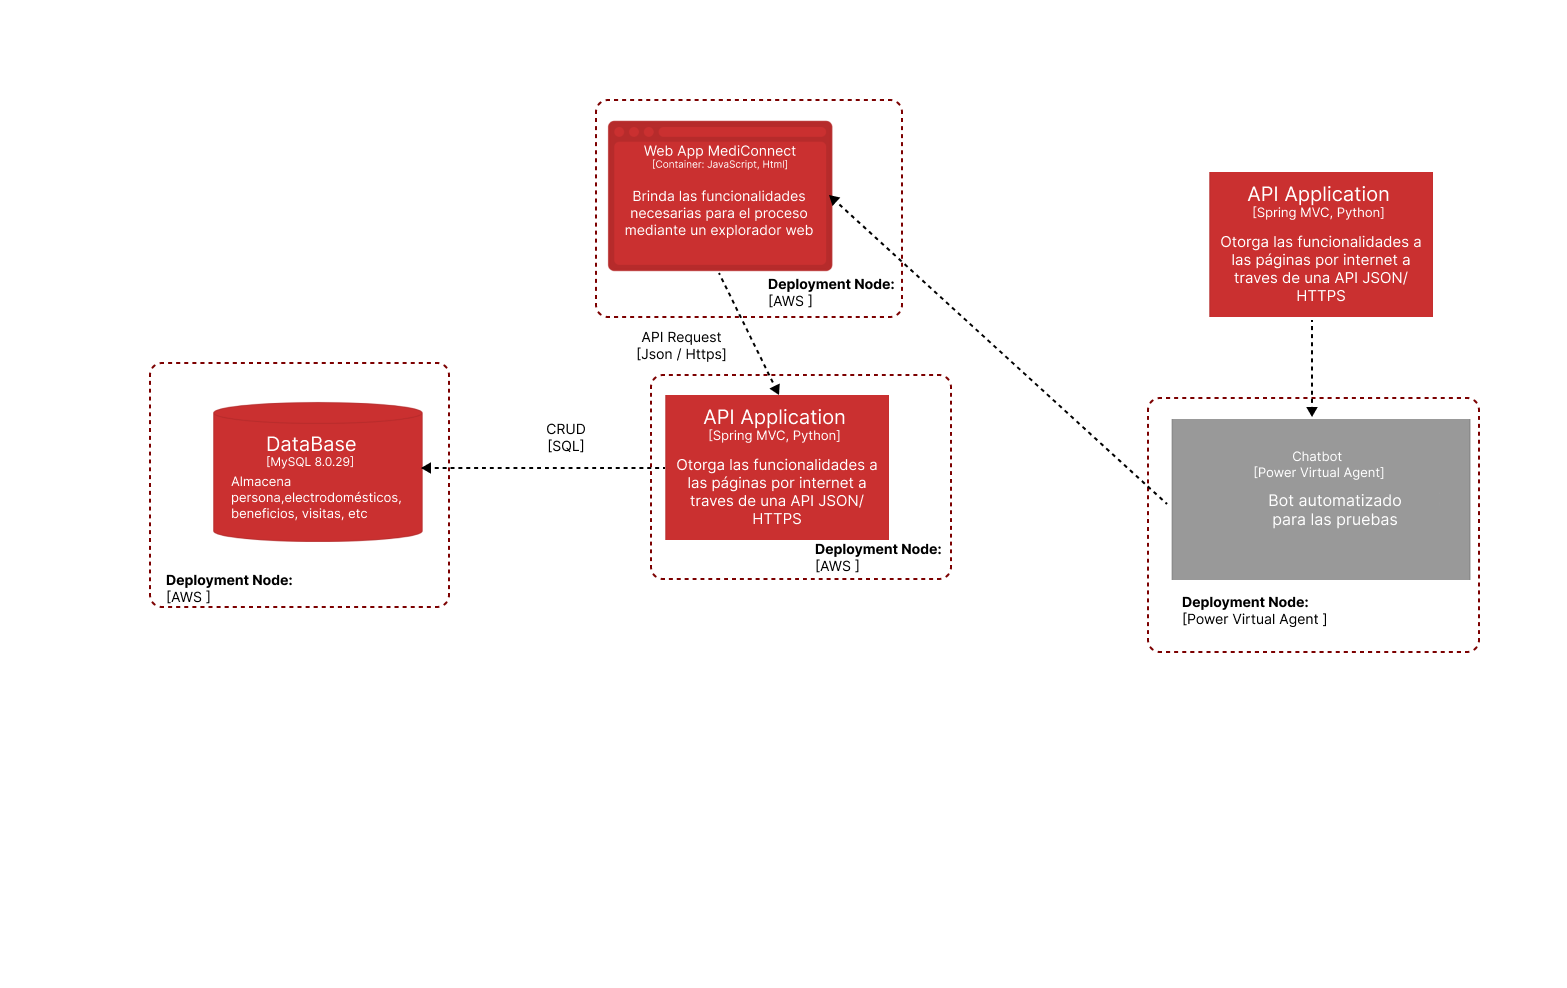 Web App MediConnect
[Container: JavaScript, Html]
Brinda las funcionalidades
necesarias para el proceso
mediante un explorador web
Deployment Node:
[AWS ]
API Application
[Spring MVC, Python]
Otorga las funcionalidades a
las páginas por internet a
traves de una API JSON/
HTTPS
API Request
[Json / Https]
DataBase
[MySQL 8.0.29]
Almacena
persona,electrodomésticos,
beneficios, visitas, etc
Deployment Node:
[AWS ]
CRUD
[SQL]
API Application
[Spring MVC, Python]
Otorga las funcionalidades a
las páginas por internet a
traves de una API JSON/
HTTPS
Deployment Node:
[AWS ]
Chatbot
[Power Virtual Agent]
Bot automatizado
para las pruebas
Deployment Node:
[Power Virtual Agent ]